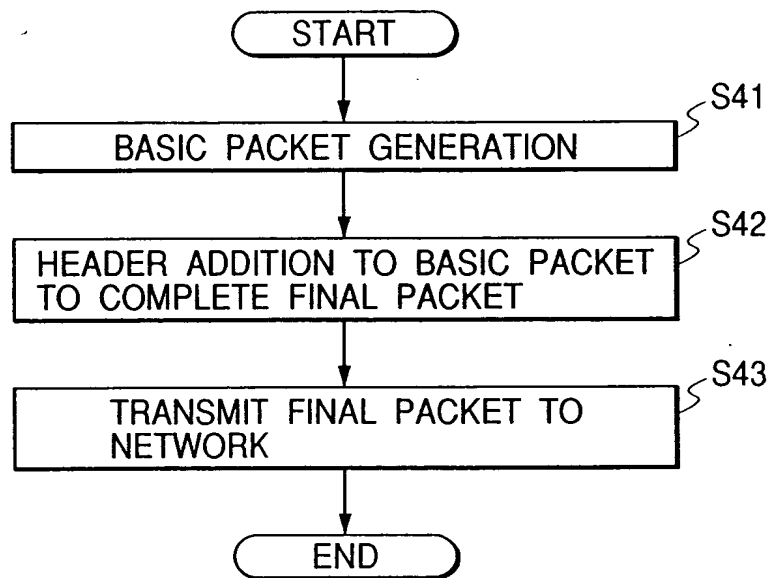 START
S41
BASIC PACKET GENERATION
S42
HEADER ADDITION TO BASIC PACKET
TO COMPLETE FINAL PACKET
S43
TRANSMIT FINAL PACKET TO
NETWORK
END